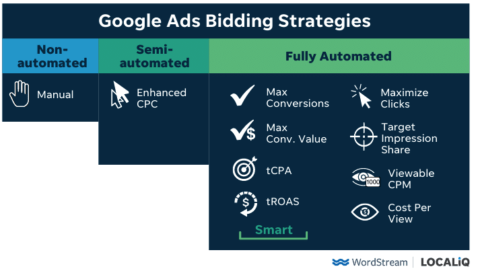 Google Ads Bidding Strategies
Non-
automated
Semi-
automated
Fully Automated
Manual
Enhanced
CPC
Max
Conversions
Max
Conv. Value
tCPA
tROAS
Smart
Maximize
Clicks
Target
Impression
Share
Viewable
CPM
Cost Per
View
$
$
1000
WordStream
LOCALiQ